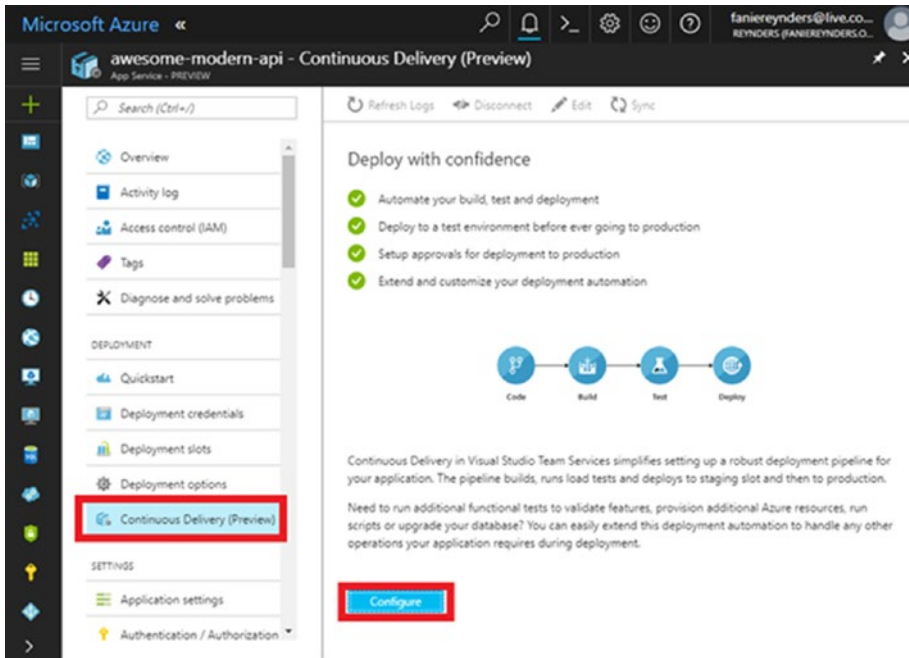 Microsoft Azure «
faniereynders@live.co...
REYNDERS (FANIEREYNDERS.O...
awesome-modern-api - Continuous Delivery (Preview)
App Service - PREVIEW
Search (Ctrl+/)
Overview
Activity log
Access control (IAM)
Tags
Diagnose and solve problems
DEPLOYMENT
Quickstart
Deployment credentials
Deployment slots
Deployment options
Continuous Delivery (Preview)
SETTINGS
Application settings
Authentication / Authorization
Refresh Logs Disconnect Edit Sync
Deploy with confidence
Automate your build, test and deployment
Deploy to a test environment before ever going to production
Setup approvals for deployment to production
Extend and customize your deployment automation
Code Build Test Deploy
Continuous Delivery in Visual Studio Team Services simplifies setting up a robust deployment pipeline for
your application. The pipeline builds, runs load tests and deploys to staging slot and then to production.
Need to run additional functional tests to validate features, provision additional Azure resources, run
scripts or upgrade your database? You can easily extend this deployment automation to handle any other
operations your application requires during deployment.
Configure